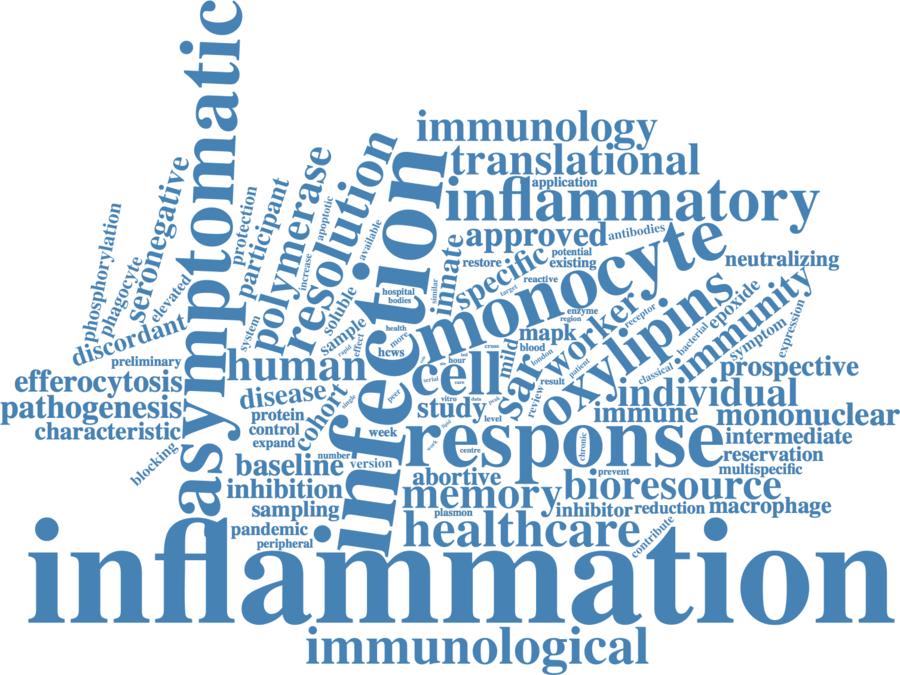 asymptomatic
immunology
translational
application
inflammatory
approved
antibodies
monocyte
neutralizing
infection
resolution
polymerase
participant
protection
apoptotic
increase
available
seronegative
phosphorylation
phagocyte
elevated
discordant
preliminary
efferocytosis
pathogenesis
characteristic
blocking
human
system
soluble
sample
rapid
effect
hospital
bodies
similar
innate
restore
specific
potential
existing
reactive
target
enzyme
region
receptor
mapk
blood
worker
oxylipins
epoxide
bacterial
classical
immunity
symptom
expression
prospective
individual
immune
mononuclear
intermediate
reservation
multispecific
disease
protein
control
expand
cohort
single
health
more
hcws
peer
cell
cross
hour
serial
care
mild
london
patient
result
review
sar
study
vitro
data
peak
level
week
work
lipid
centre
response
chronic
prevent
baseline
number
version
inhibition
sampling
pandemic
peripheral
abortive
memory
plasmon
bioresource
inhibitor
reduction
macrophage
healthcare
contribute
inflammation
immunological